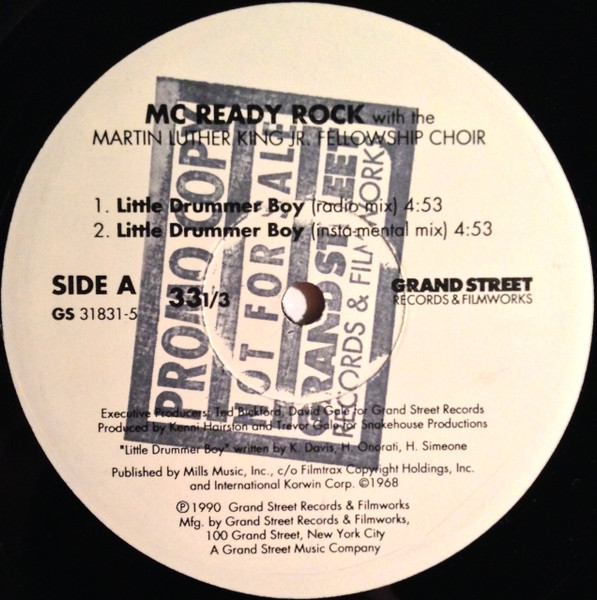 MC READY ROCK with the
MARTIN LUTHER KING JR. FELLOWSHIP CHOIR
1. Little Drummer Boy (radio mix) 4:53
2. Little Drummer Boy (insta-mental mix) 4:53
SIDE A
GS 31831-5
33 1/3
GRAND STREET
RECORDS & FILMWORKS
PROMO COPY
NOT FOR SALE
GRAND STREET
RECORDS & FILMWORKS
Executive Producers: Ted Bickford, David Gale for Grand Street Records
Produced by Kenni Hairston and Trevor Gale for Snakehouse Productions
"Little Drummer Boy" written by K. Davis, H. Onorati, H. Simeone
Published by Mills Music, Inc., c/o Filmtrax Copyright Holdings, Inc.
and International Korwin Corp. ©1968
℗1990 Grand Street Records & Filmworks
Mfg. by Grand Street Records & Filmworks,
100 Grand Street, New York City
A Grand Street Music Company